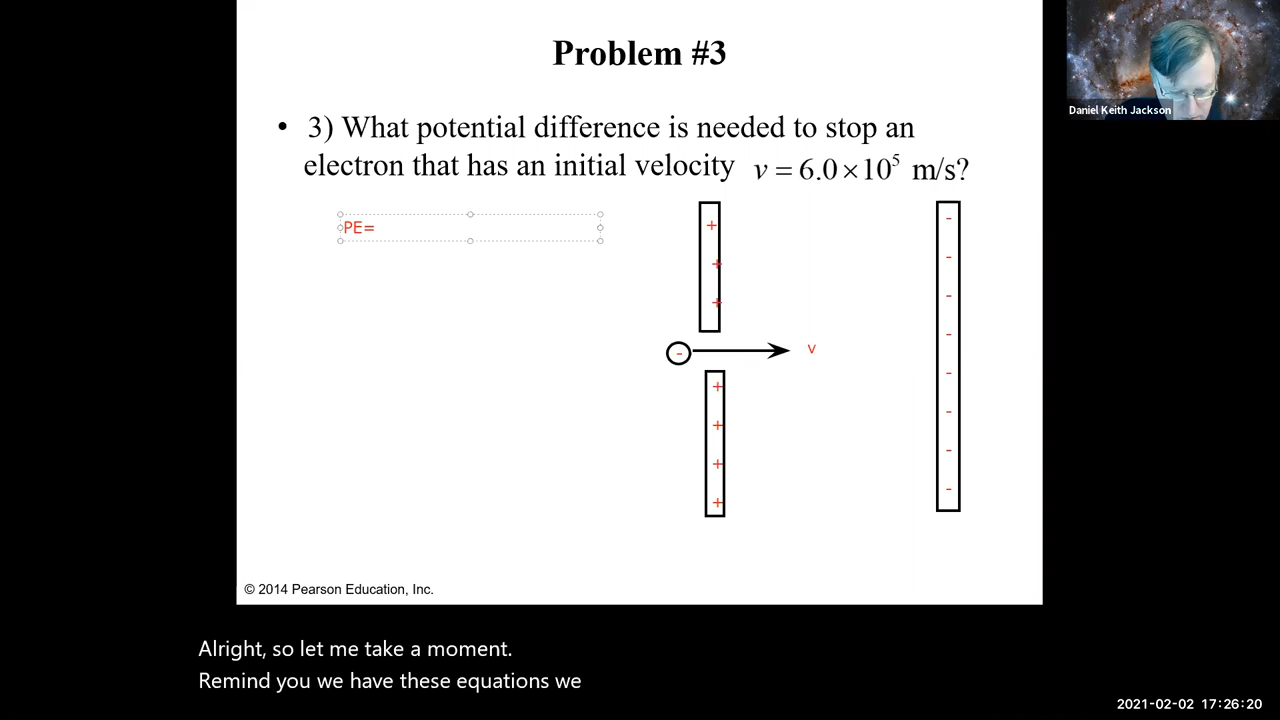 Problem #3
Daniel Keith Jackson
• 3) What potential difference is needed to stop an
electron that has an initial velocity v = 6.0 × 10⁵ m/s?
PE=
+
+
+
-
v
+
+
+
+
-
-
-
-
-
-
-
-
© 2014 Pearson Education, Inc.
Alright, so let me take a moment.
Remind you we have these equations we
2021-02-02 17:26:20